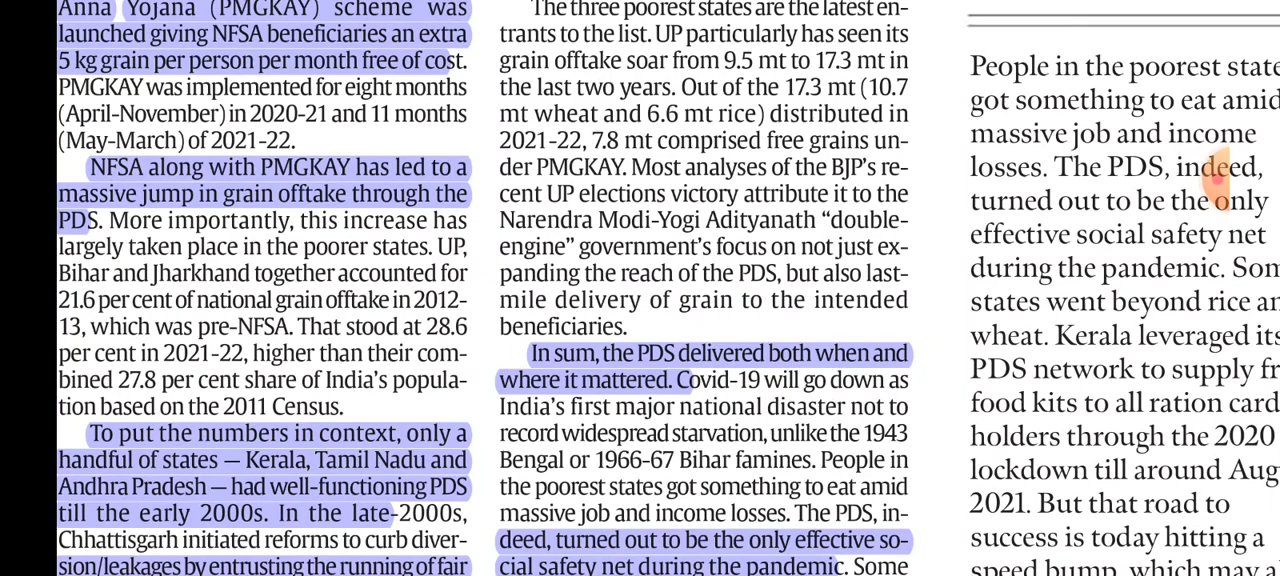 Anna Yojana (PMGKAY) scheme was
launched giving NFSA beneficiaries an extra
5 kg grain per person per month free of cost.
PMGKAY was implemented for eight months
(April-November) in 2020-21 and 11 months
(May-March) of 2021-22.
NFSA along with PMGKAY has led to a
massive jump in grain offtake through the
PDS. More importantly, this increase has
largely taken place in the poorer states. UP,
Bihar and Jharkhand together accounted for
21.6 per cent of national grain offtake in 2012-
13, which was pre-NFSA. That stood at 28.6
per cent in 2021-22, higher than their com-
bined 27.8 per cent share of India's popula-
tion based on the 2011 Census.
To put the numbers in context, only a
handful of states — Kerala, Tamil Nadu and
Andhra Pradesh — had well-functioning PDS
till the early 2000s. In the late-2000s,
Chhattisgarh initiated reforms to curb diver-
sion/leakages by entrusting the running of fair
The three poorest states are the latest en-
trants to the list. UP particularly has seen its
grain offtake soar from 9.5 mt to 17.3 mt in
the last two years. Out of the 17.3 mt (10.7
mt wheat and 6.6 mt rice) distributed in
2021-22, 7.8 mt comprised free grains un-
der PMGKAY. Most analyses of the BJP's re-
cent UP elections victory attribute it to the
Narendra Modi-Yogi Adityanath "double-
engine" government's focus on not just ex-
panding the reach of the PDS, but also last-
mile delivery of grain to the intended
beneficiaries.
In sum, the PDS delivered both when and
where it mattered. Covid-19 will go down as
India's first major national disaster not to
record widespread starvation, unlike the 1943
Bengal or 1966-67 Bihar famines. People in
the poorest states got something to eat amid
massive job and income losses. The PDS, in-
deed, turned out to be the only effective so-
cial safety net during the pandemic. Some
People in the poorest state
got something to eat amid
massive job and income
losses. The PDS, indeed,
turned out to be the only
effective social safety net
during the pandemic. Som
states went beyond rice an
wheat. Kerala leveraged its
PDS network to supply fr
food kits to all ration card
holders through the 2020
lockdown till around Aug
2021. But that road to
success is today hitting a
speed bump, which may a